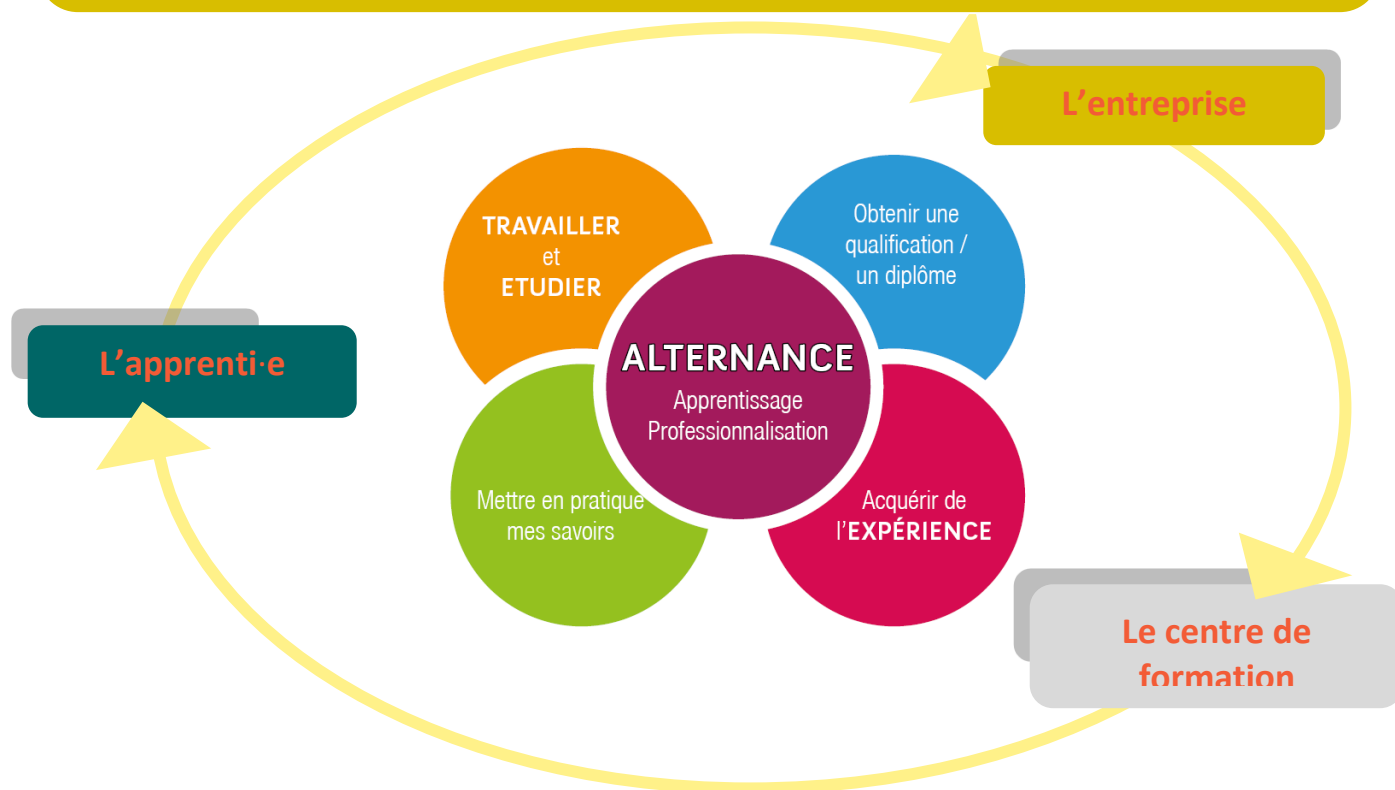 L'entreprise
TRAVAILLER
et
ETUDIER
Obtenir une
qualification /
un diplôme
L'apprenti·e
ALTERNANCE
Apprentissage
Professionnalisation
Mettre en pratique
mes savoirs
Acquérir de
l'EXPÉRIENCE
Le centre de
formation